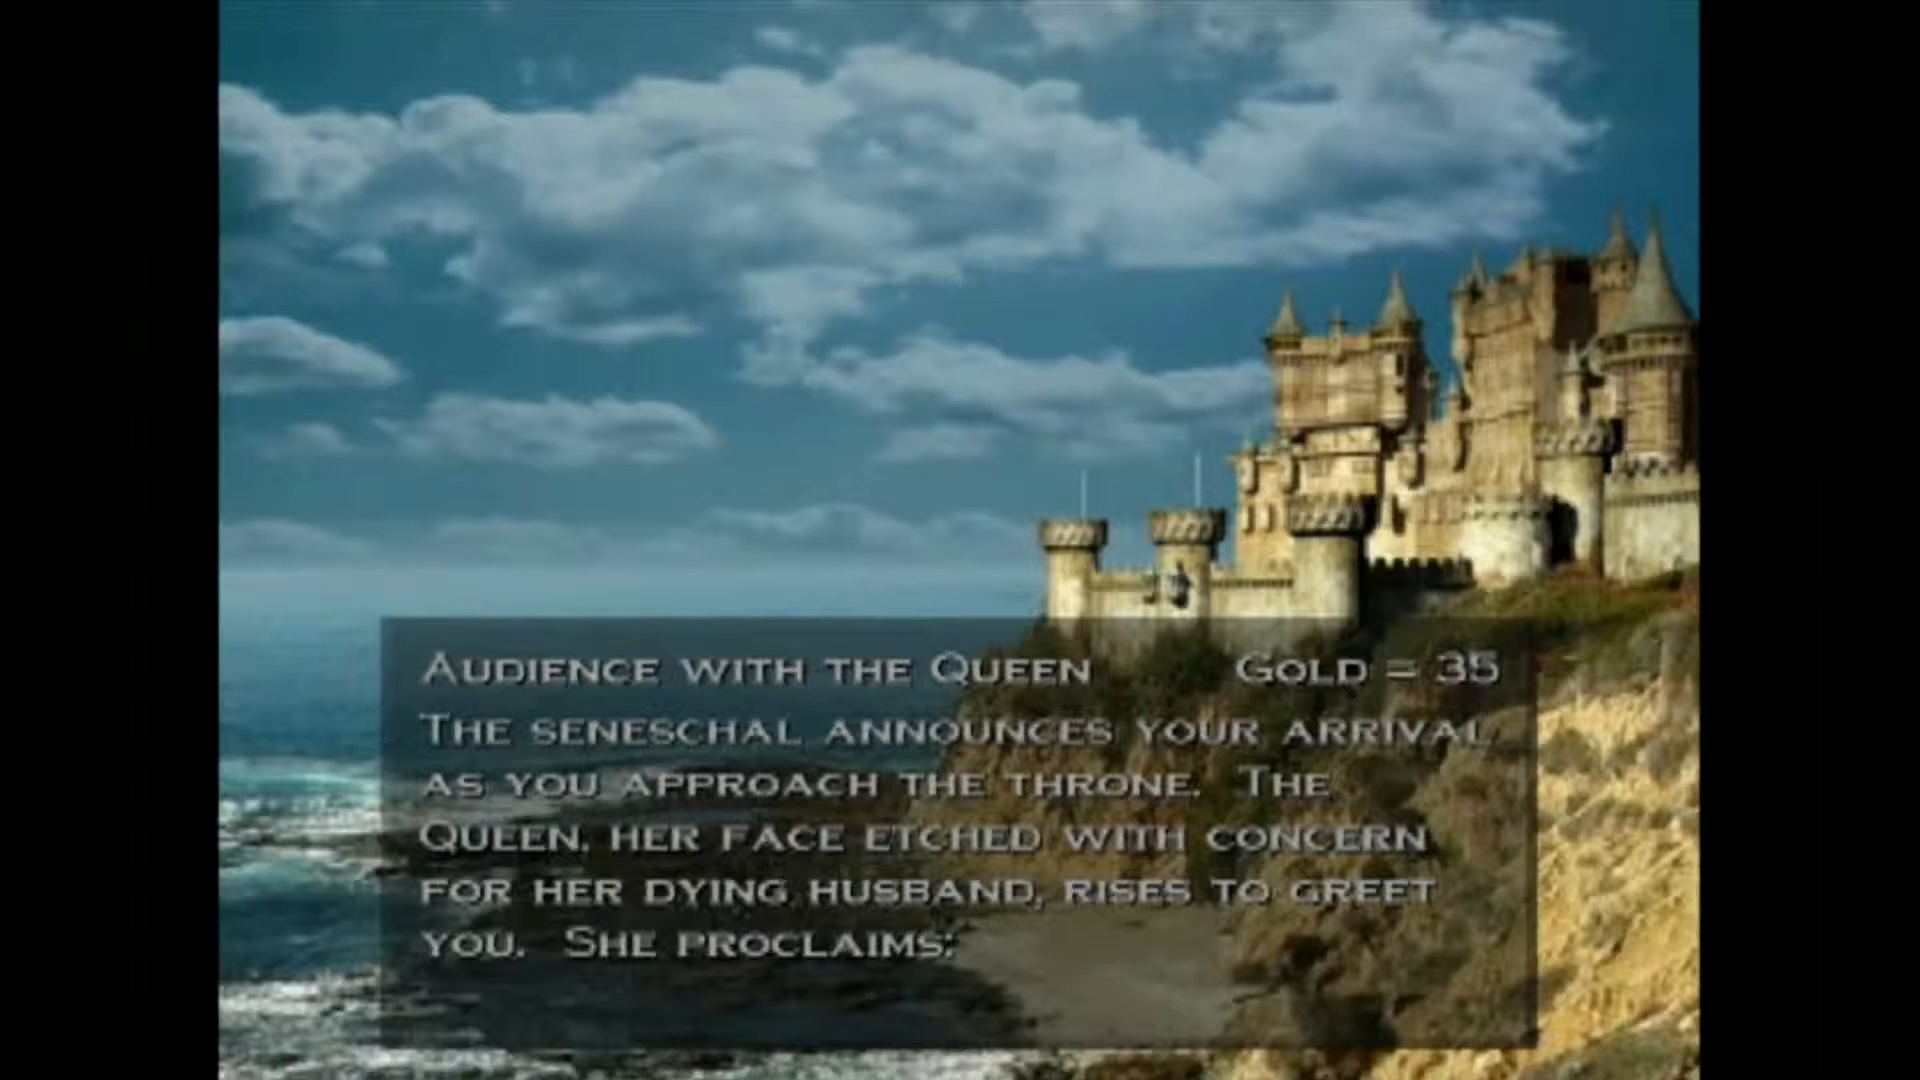 Audience with the Queen Gold = 35
The seneschal announces your arrival
as you approach the throne. The
Queen, her face etched with concern
for her dying husband, rises to greet
you. She proclaims: